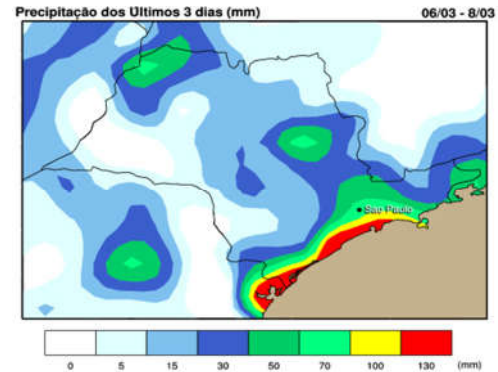 Precipitação dos Últimos 3 dias (mm) 06/03 - 8/03
São Paulo
0 5 15 30 50 70 100 130 (mm)